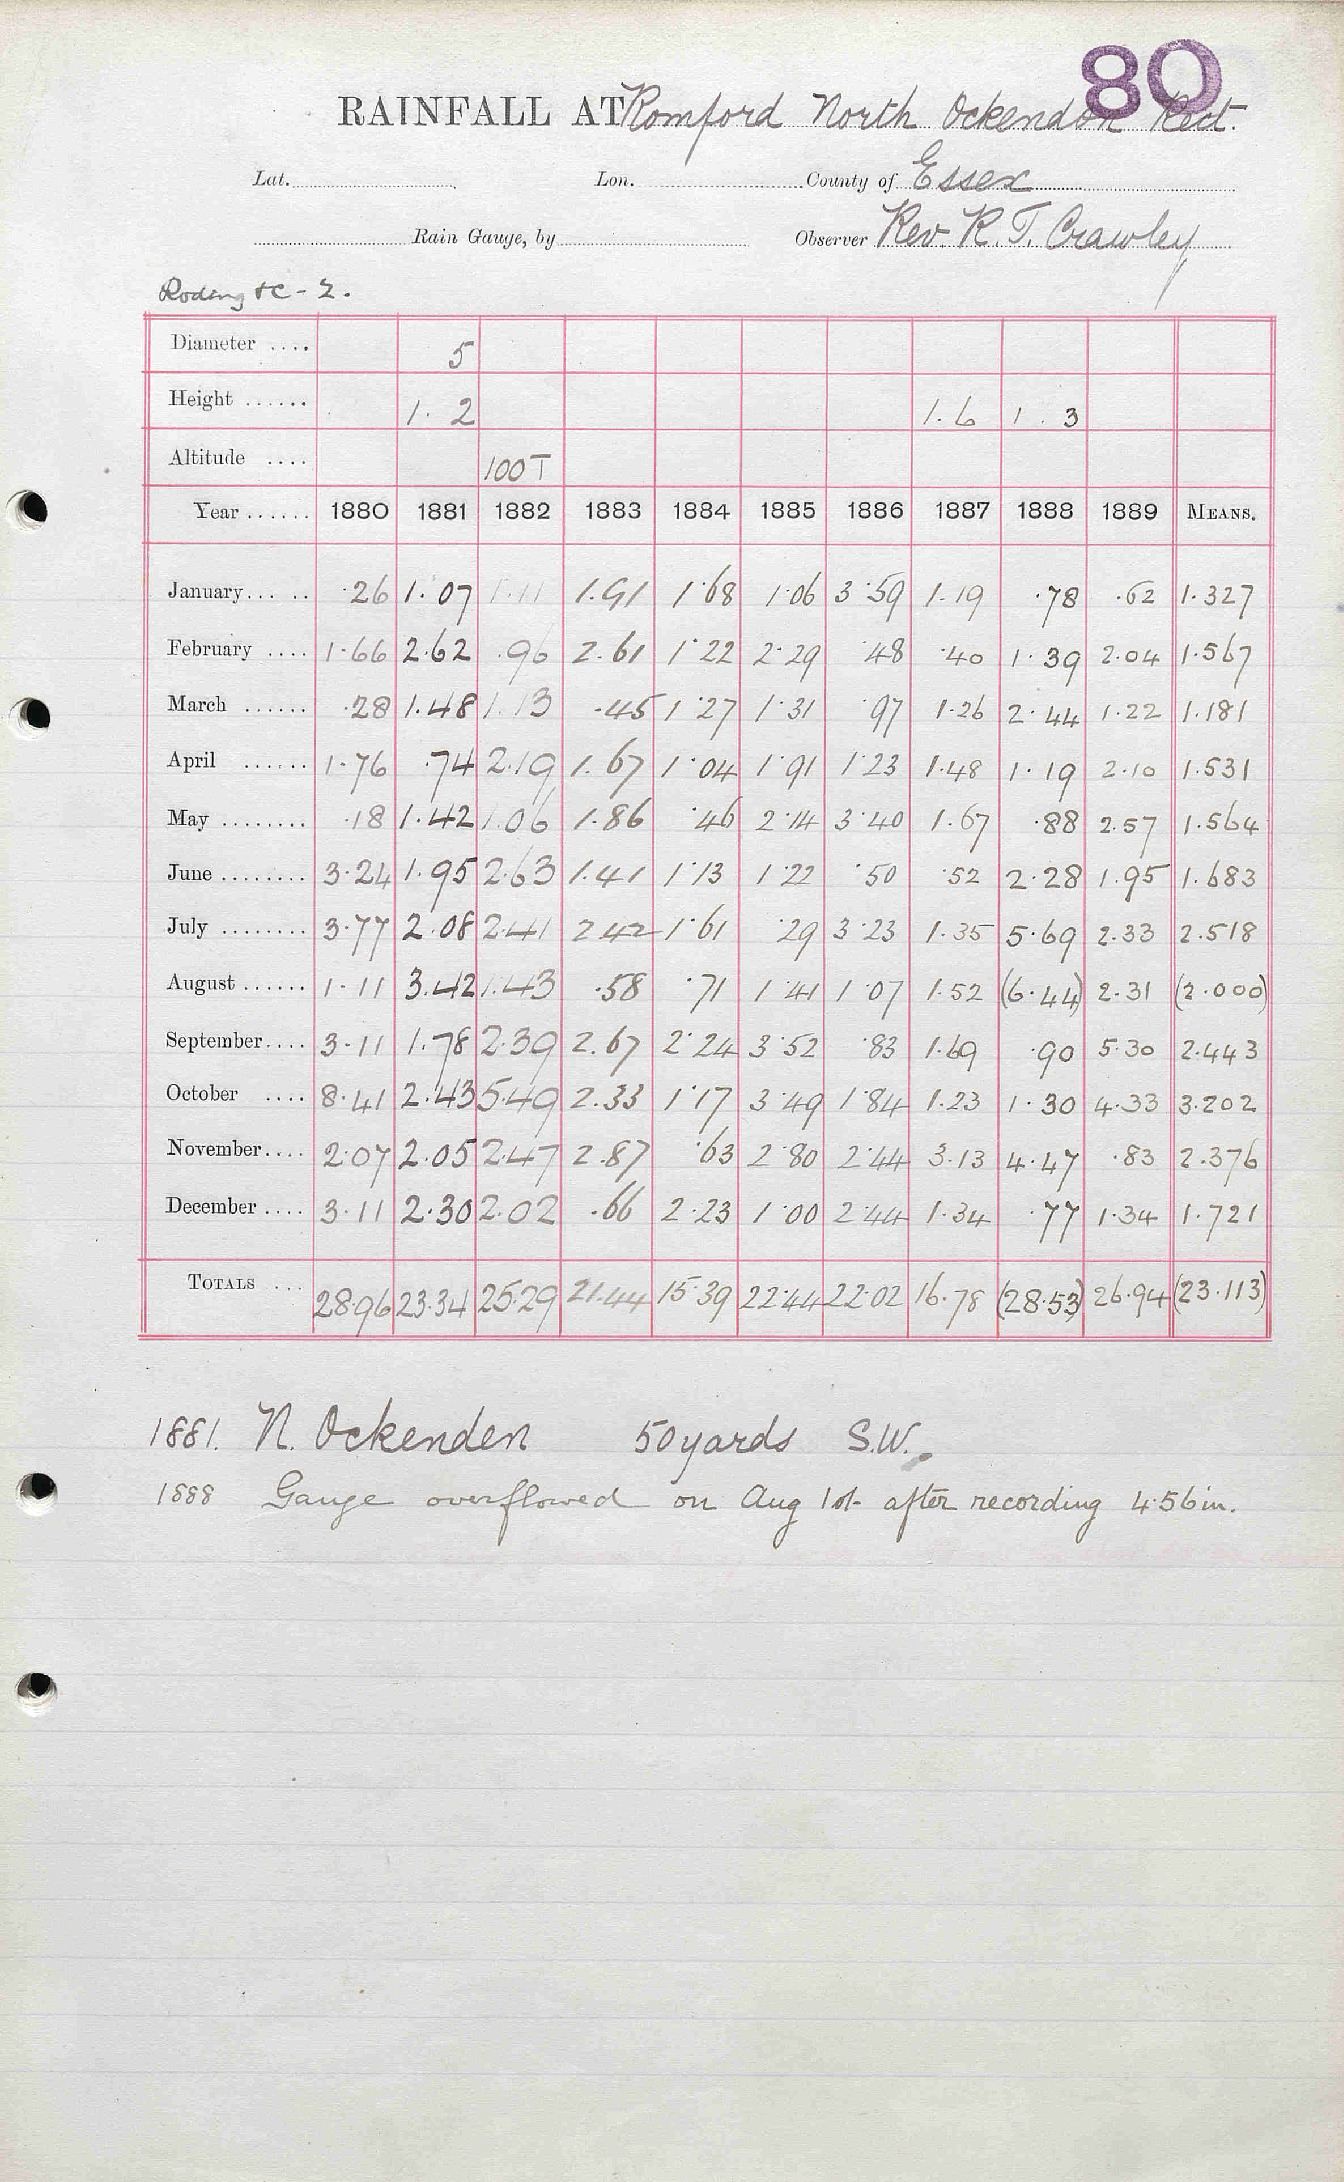 80
RAINFALL AT Romford North Ockendon Rect.
Lat. Lon. County of Essex
Rain Gauge, by Observer Rev. R. T. Crawley
Roding &c - 2.
Diameter .... 5
Height ...... 1. 2 1. 6 1 . 3
Altitude .... 100 T
Year ...... 1880 1881 1882 1883 1884 1885 1886 1887 1888 1889 MEANS.
January... .. ·26 1·07 1·11 1.91 1·68 1·06 3·59 1·19 ·78 ·62 1·327
February .... 1·66 2·62 ·96 2.61 1·22 2·29 ·48 ·40 1·39 2·04 1·567
March ...... ·28 1·48 1·13 ·45 1·27 1·31 ·97 1·26 2·44 1·22 1·181
April ...... 1·76 ·74 2·19 1.67 1·04 1·91 1·23 1·48 1·19 2·10 1·531
May ........ ·18 1·42 1·06 1·86 ·46 2·14 3·40 1·67 ·88 2·57 1·564
June ........ 3·24 1·95 2·63 1·41 1·13 1·22 ·50 ·52 2·28 1·95 1·683
July ........ 3·77 2·08 2·41 2·42 1·61 ·29 3·23 1·35 5·69 2·33 2·518
August ...... 1·11 3·42 1·43 ·58 ·71 1·41 1·07 1·52 (6·44) 2·31 (2·000)
September.... 3·11 1·78 2·39 2.67 2·24 3·52 ·83 1·69 ·90 5·30 2·443
October .... 8·41 2·43 5·49 2.33 1·17 3·49 1·84 1·23 1·30 4·33 3·202
November.... 2·07 2·05 2·47 2·87 ·63 2·80 2·44 3·13 4·47 ·83 2·376
December .... 3·11 2·30 2·02 ·66 2·23 1·00 2·44 1·34 ·77 1·34 1·721
TOTALS ... 28·96 23·34 25·29 21·44 15·39 22·44 22·02 16·78 (28·53) 26·94 (23·113)
1881. N. Ockenden 50 yards S.W.
1888 Gauge overflowed on Aug 1st after recording 4·56 in.